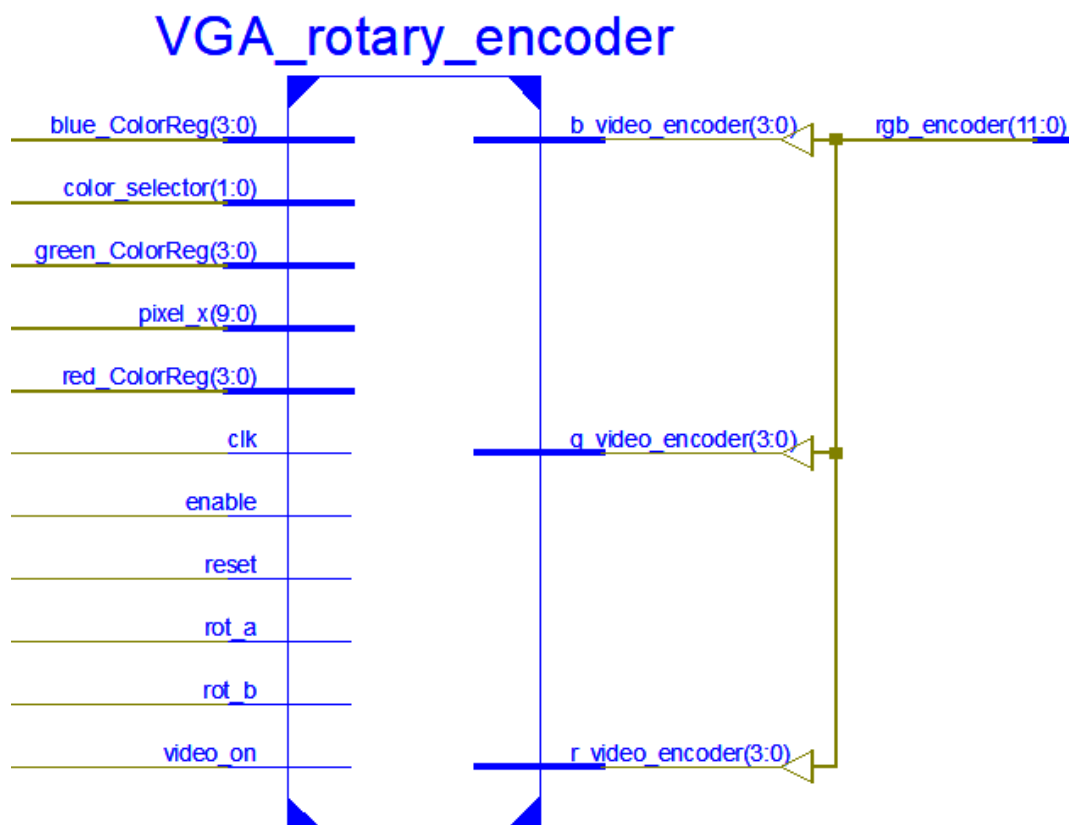 VGA_rotary_encoder
blue_ColorReg(3:0)
b_video_encoder(3:0)
rgb_encoder(11:0)
color_selector(1:0)
green_ColorReg(3:0)
pixel_x(9:0)
red_ColorReg(3:0)
clk
g_video_encoder(3:0)
enable
reset
rot_a
rot_b
video_on
r_video_encoder(3:0)